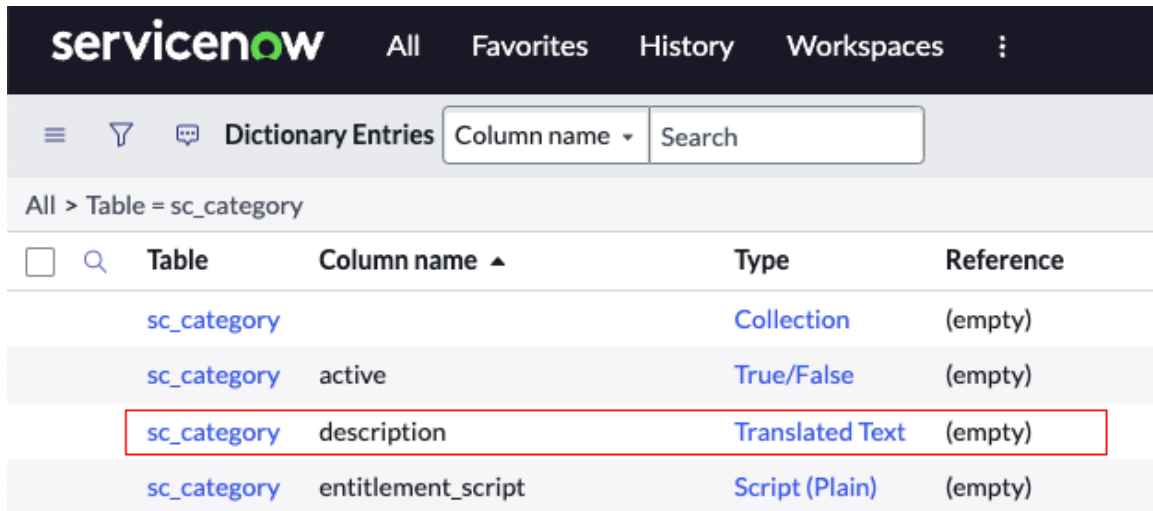 servicenow All Favorites History Workspaces
Dictionary Entries Column name Search
All > Table = sc_category
Table Column name Type Reference
sc_category Collection (empty)
sc_category active True/False (empty)
sc_category description Translated Text (empty)
sc_category entitlement_script Script (Plain) (empty)